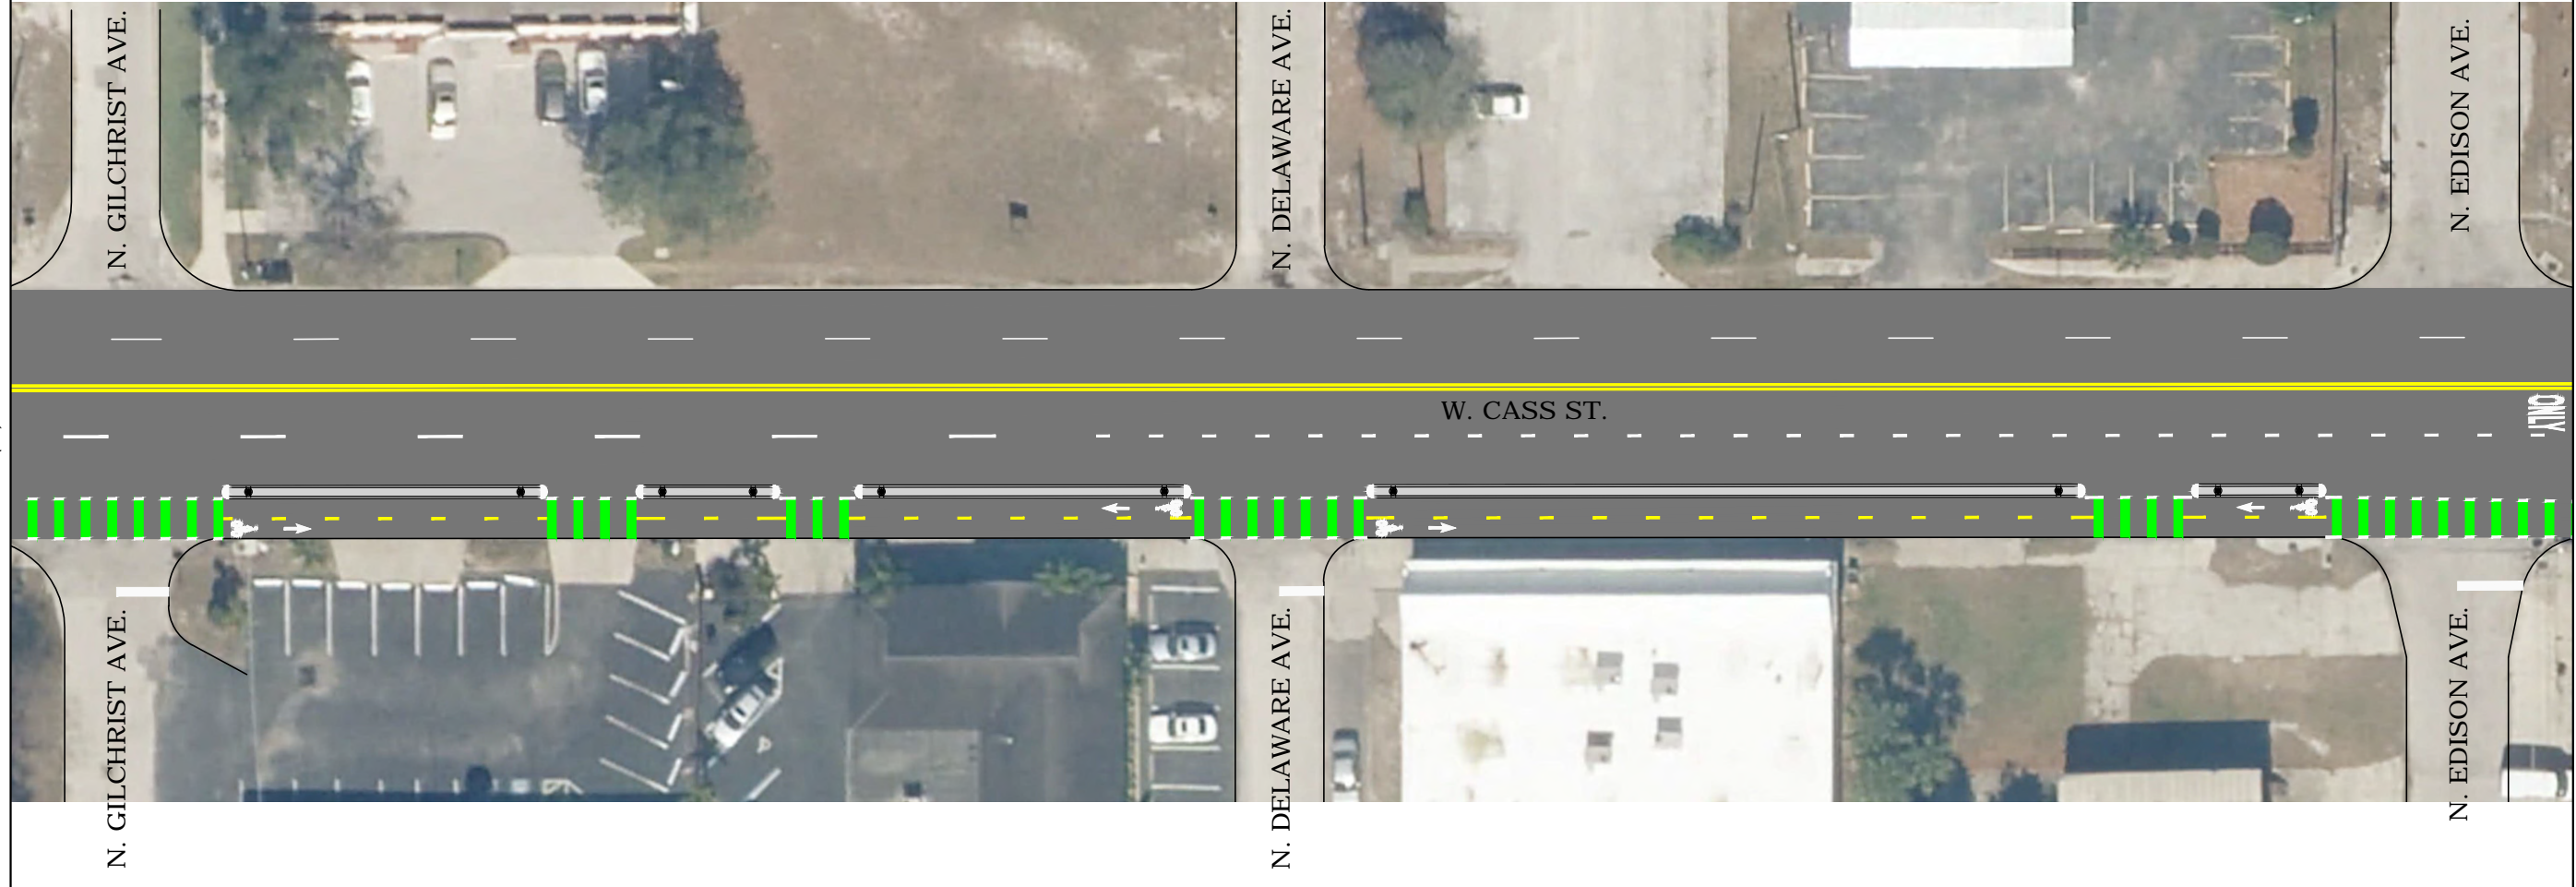 N. GILCHRIST AVE.
N. DELAWARE AVE.
N. EDISON AVE.
W. CASS ST.
ONLY
N. GILCHRIST AVE.
N. DELAWARE AVE.
N. EDISON AVE.